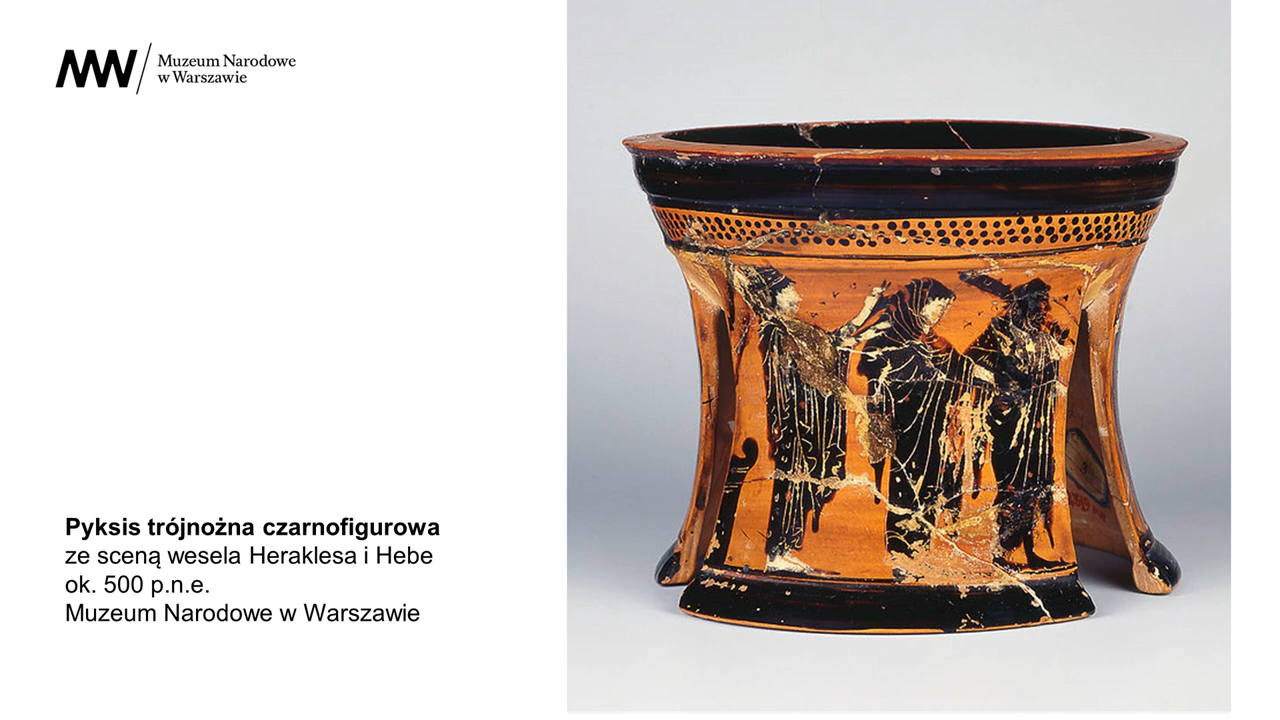 MNW
Muzeum Narodowe
w Warszawie
Pyksis trójnożna czarnofigurowa
ze sceną wesela Heraklesa i Hebe
ok. 500 p.n.e.
Muzeum Narodowe w Warszawie